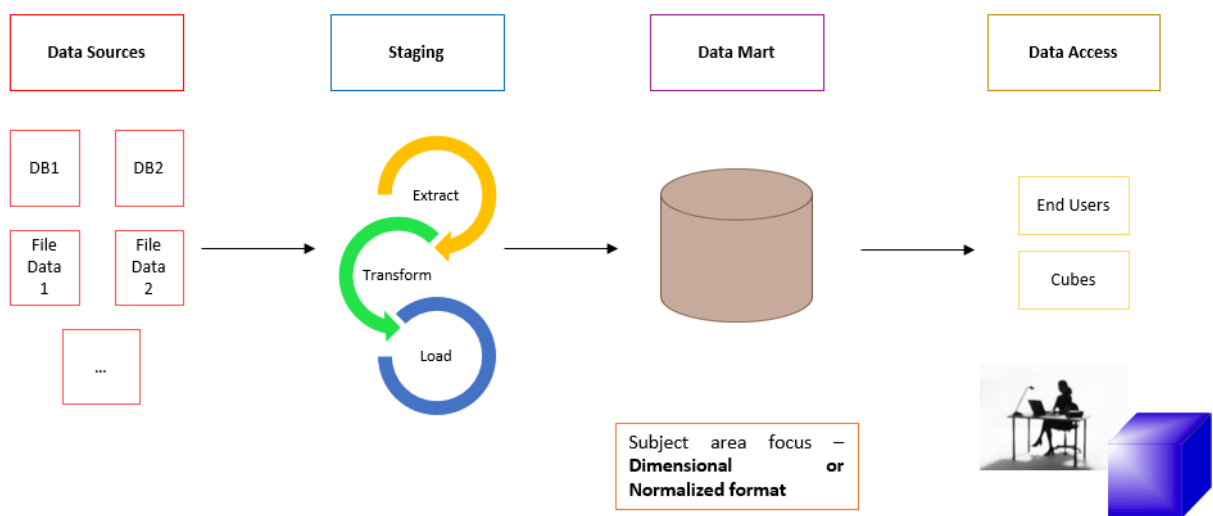 Data Sources
Staging
Data Mart
Data Access
DB1
DB2
File
Data
1
File
Data
2
...
Extract
Transform
Load
Subject area focus –
Dimensional or
Normalized format
End Users
Cubes